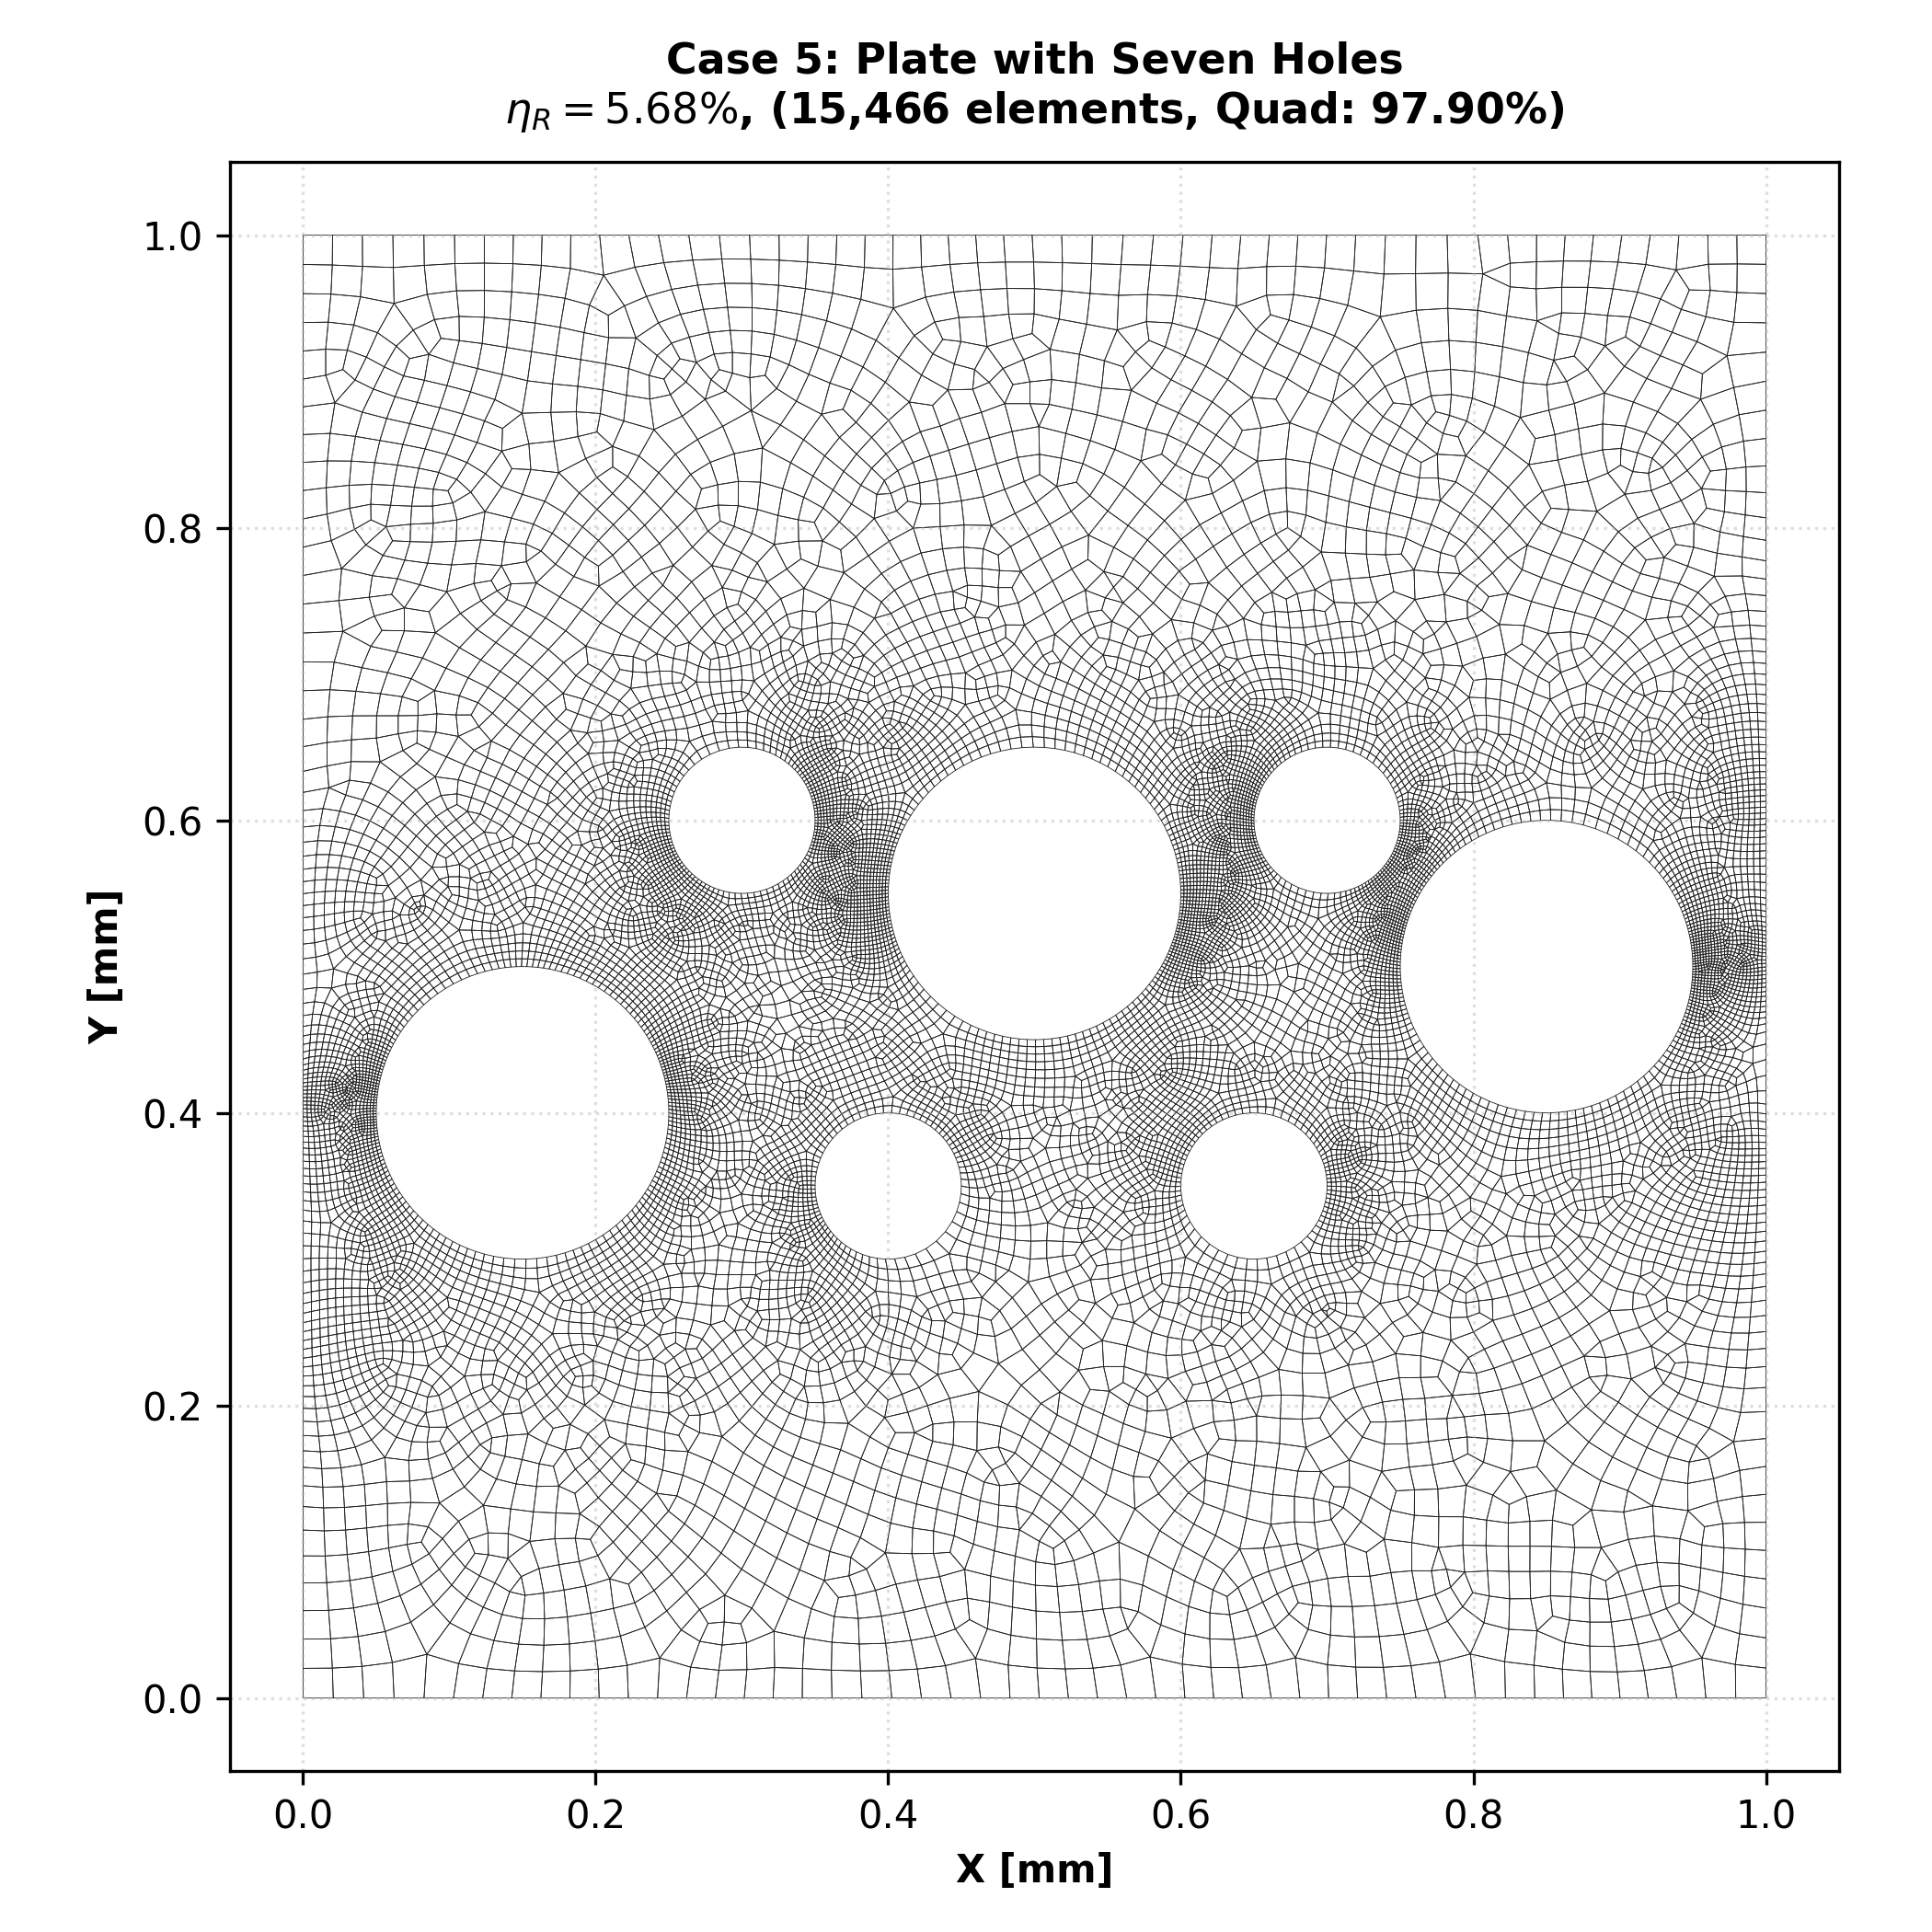 Case 5: Plate with Seven Holes
η_R = 5.68%, (15,466 elements, Quad: 97.90%)
1.0
0.8
0.6
0.4
0.2
0.0
Y [mm]
0.0 0.2 0.4 0.6 0.8 1.0
X [mm]